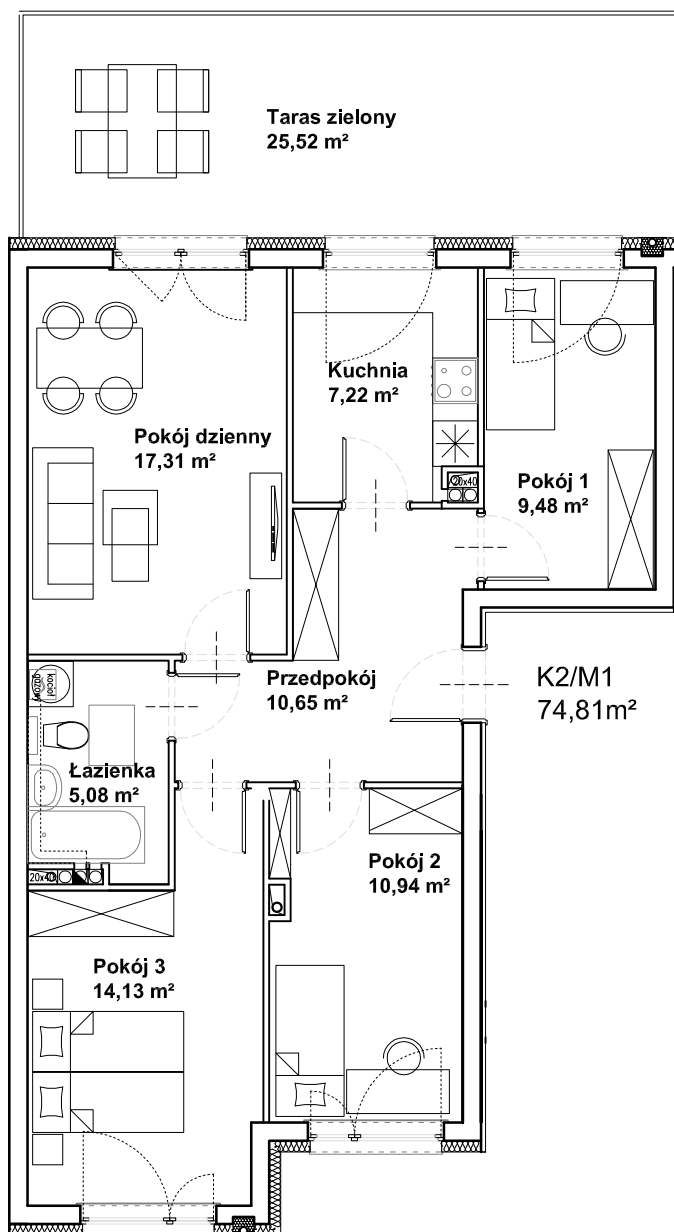 Taras zielony
25,52 m²
Kuchnia
7,22 m²
Pokój dzienny
17,31 m²
20x40
Pokój 1
9,48 m²
Przedpokój
10,65 m²
K2/M1
74,81m²
kocioł
gazowy
Łazienka
5,08 m²
20x40
Pokój 2
10,94 m²
Pokój 3
14,13 m²